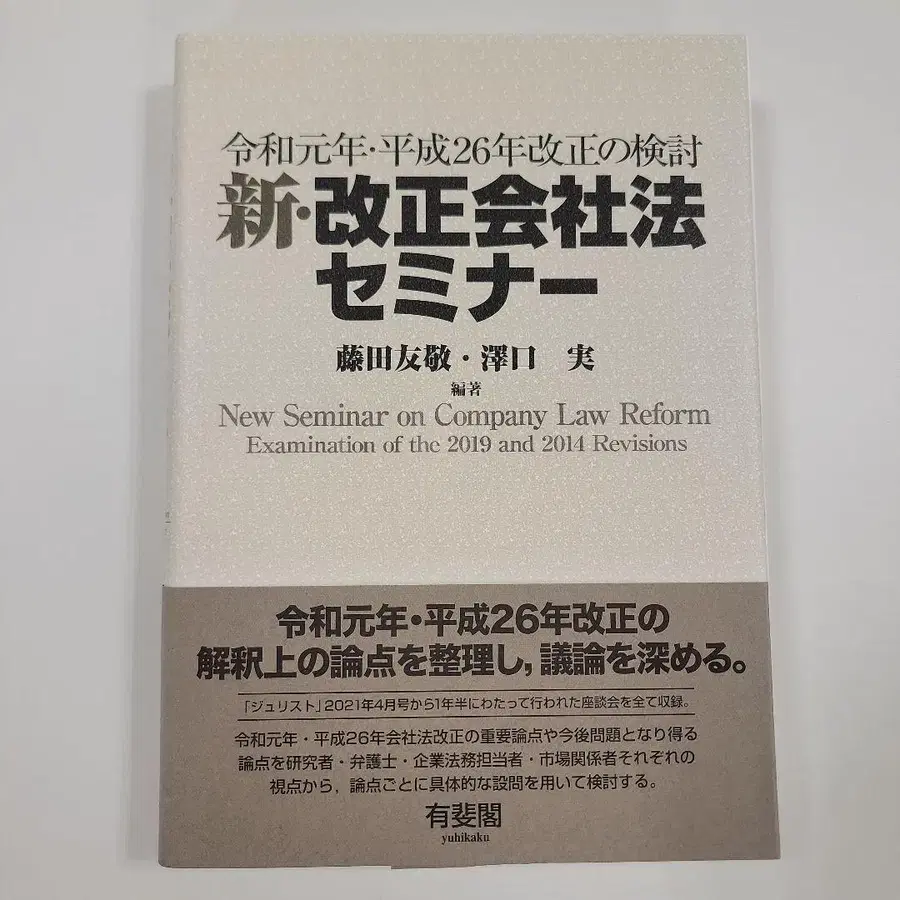 令和元年・平成26年改正の検討
新・改正会社法
セミナー
藤田友敬・澤口 実
編著
New Seminar on Company Law Reform
Examination of the 2019 and 2014 Revisions
令和元年・平成26年改正の
解釈上の論点を整理し,議論を深める。
「ジュリスト」2021年4月号から1年半にわたって行われた座談会を全て収録。
令和元年・平成26年会社法改正の重要論点や今後問題となり得る
論点を研究者・弁護士・企業法務担当者・市場関係者それぞれの
視点から,論点ごとに具体的な設問を用いて検討する。
有斐閣
yuhikaku